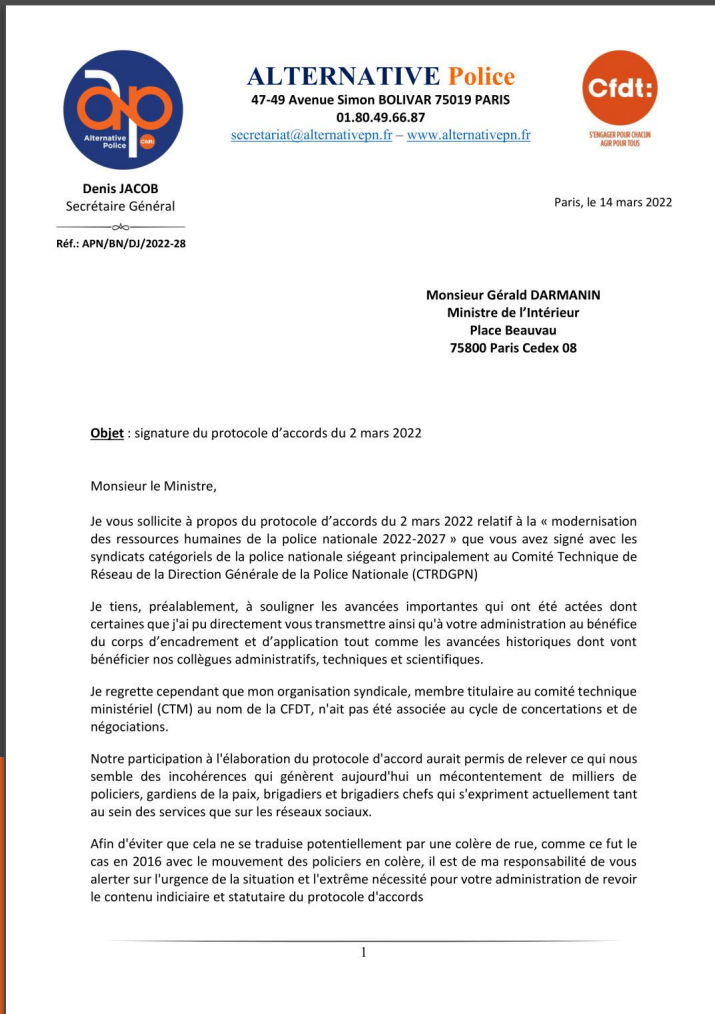 ap
Alternative
Police
Cfdt:
ALTERNATIVE Police
47-49 Avenue Simon BOLIVAR 75019 PARIS
01.80.49.66.87
secretariat@alternativepn.fr – www.alternativepn.fr
Cfdt:
S'ENGAGER POUR CHACUN
AGIR POUR TOUS
Denis JACOB
Secrétaire Général
Réf.: APN/BN/DJ/2022-28
Paris, le 14 mars 2022
Monsieur Gérald DARMANIN
Ministre de l'Intérieur
Place Beauvau
75800 Paris Cedex 08
Objet : signature du protocole d'accords du 2 mars 2022
Monsieur le Ministre,
Je vous sollicite à propos du protocole d'accords du 2 mars 2022 relatif à la « modernisation
des ressources humaines de la police nationale 2022-2027 » que vous avez signé avec les
syndicats catégoriels de la police nationale siégeant principalement au Comité Technique de
Réseau de la Direction Générale de la Police Nationale (CTRDGPN)
Je tiens, préalablement, à souligner les avancées importantes qui ont été actées dont
certaines que j'ai pu directement vous transmettre ainsi qu'à votre administration au bénéfice
du corps d'encadrement et d'application tout comme les avancées historiques dont vont
bénéficier nos collègues administratifs, techniques et scientifiques.
Je regrette cependant que mon organisation syndicale, membre titulaire au comité technique
ministériel (CTM) au nom de la CFDT, n'ait pas été associée au cycle de concertations et de
négociations.
Notre participation à l'élaboration du protocole d'accord aurait permis de relever ce qui nous
semble des incohérences qui génèrent aujourd'hui un mécontentement de milliers de
policiers, gardiens de la paix, brigadiers et brigadiers chefs qui s'expriment actuellement tant
au sein des services que sur les réseaux sociaux.
Afin d'éviter que cela ne se traduise potentiellement par une colère de rue, comme ce fut le
cas en 2016 avec le mouvement des policiers en colère, il est de ma responsabilité de vous
alerter sur l'urgence de la situation et l'extrême nécessité pour votre administration de revoir
le contenu indiciaire et statutaire du protocole d'accords
1